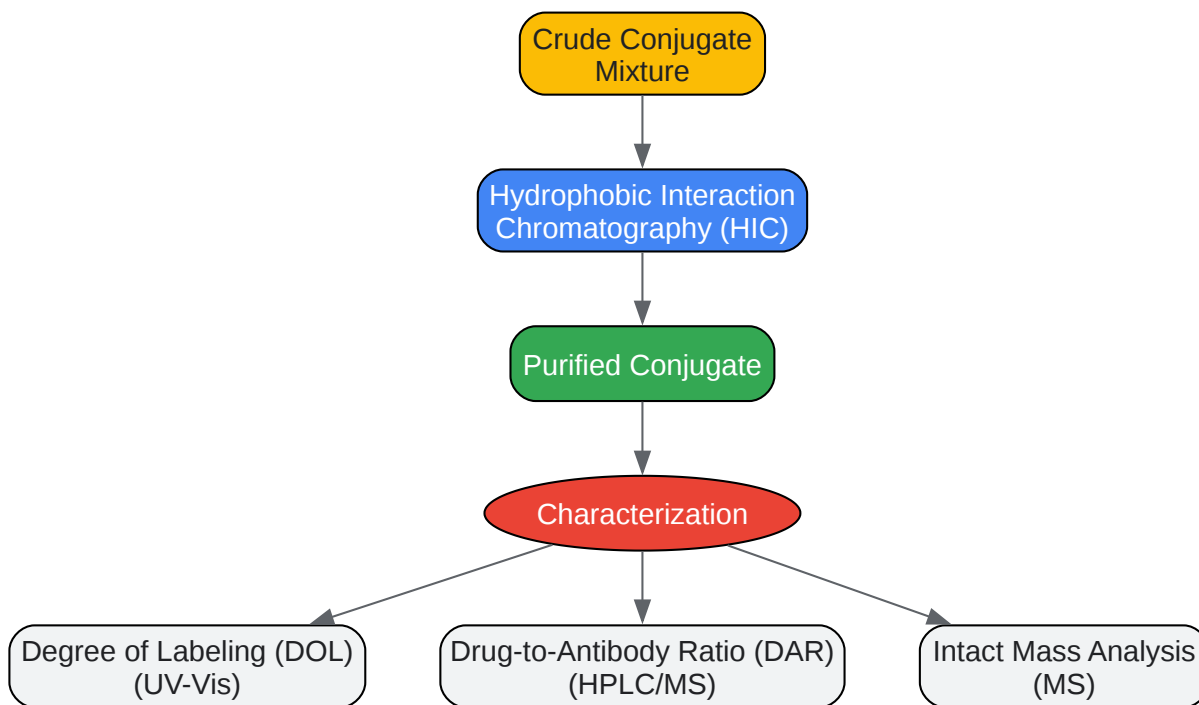 Crude Conjugate
Mixture
Hydrophobic Interaction
Chromatography (HIC)
Purified Conjugate
Characterization
Degree of Labeling (DOL)
(UV-Vis)
Drug-to-Antibody Ratio (DAR)
(HPLC/MS)
Intact Mass Analysis
(MS)